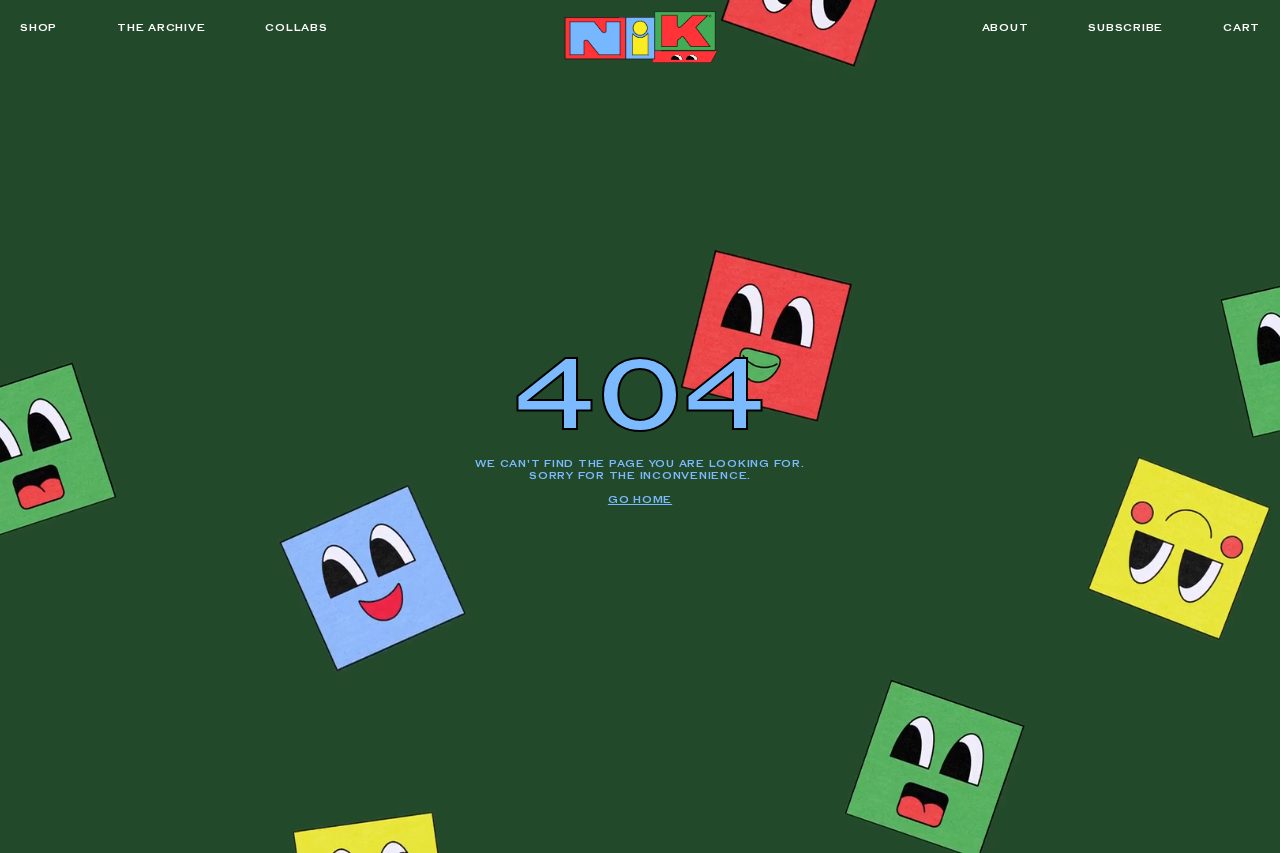 SHOP
THE ARCHIVE
COLLABS
NiK
ABOUT
SUBSCRIBE
CART
404
WE CAN'T FIND THE PAGE YOU ARE LOOKING FOR.
SORRY FOR THE INCONVENIENCE.
GO HOME